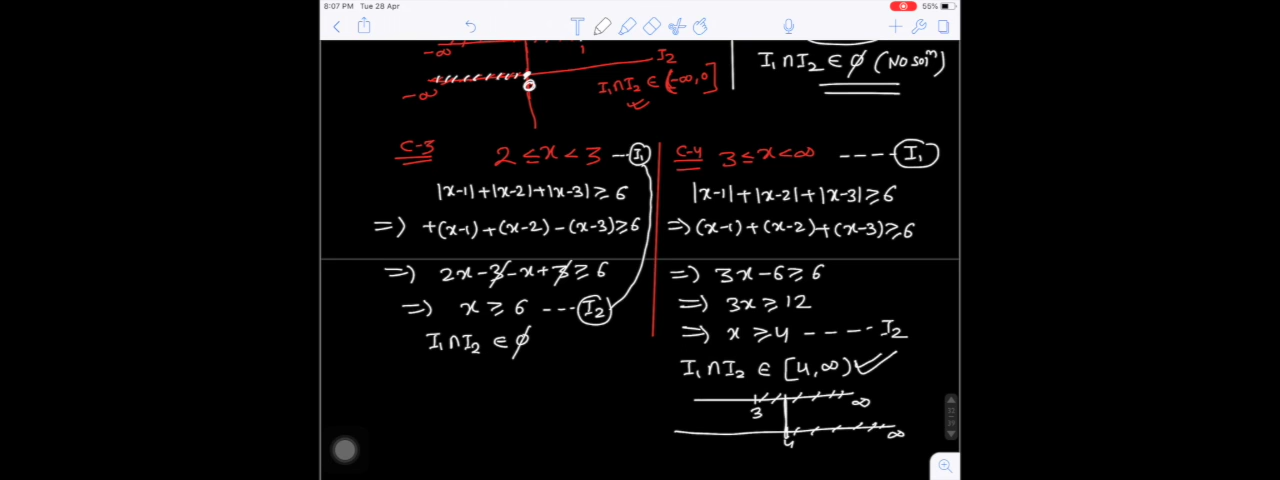 8:07 PM Tue 28 Apr
55%
-∞ 1
I₂
-∞ 0
I₁∩I₂ ∈ (-∞,0]
I₁∩I₂ ∈ ϕ (No solⁿ)
C-3 2 ≤ x < 3 --- I₁
|x-1|+|x-2|+|x-3| ≥ 6
=> +(x-1)+(x-2)-(x-3) ≥ 6
=> 2x-3-x+3 ≥ 6
=> x ≥ 6 --- I₂
I₁∩I₂ ∈ ϕ
C-4 3 ≤ x < ∞ ---- I₁
|x-1|+|x-2|+|x-3| ≥ 6
=> (x-1)+(x-2)+(x-3) ≥ 6
=> 3x-6 ≥ 6
=> 3x ≥ 12
=> x ≥ 4 ----- I₂
I₁∩I₂ ∈ [4,∞)
3 ∞
4 ∞